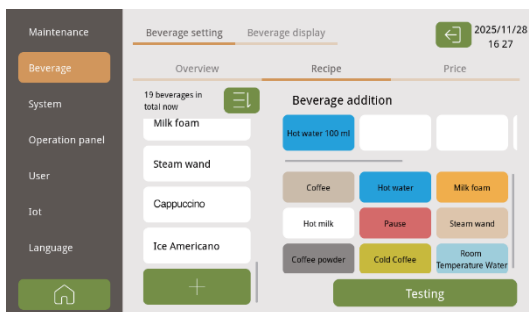 Maintenance
Beverage
System
Operation panel
User
Iot
Language
Beverage setting
Beverage display
2025/11/28
16 27
Overview
Recipe
Price
19 beverages in
total now
Milk foam
Steam wand
Cappuccino
Ice Americano
Beverage addition
Hot water 100 ml
Coffee
Hot water
Milk foam
Hot milk
Pause
Steam wand
Coffee powder
Cold Coffee
Room
Temperature Water
Testing